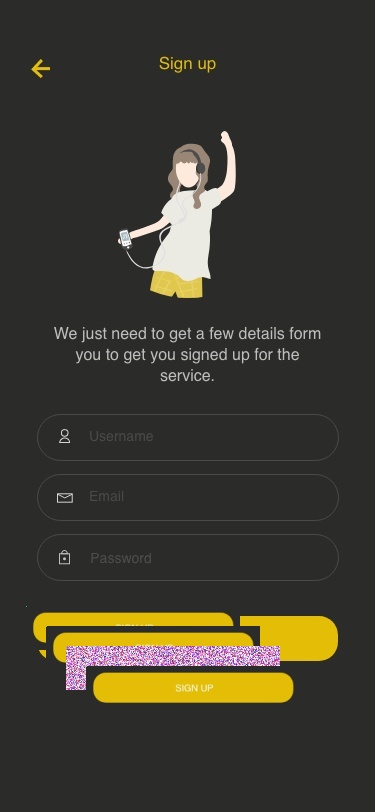 Sign up
We just need to get a few details form
you to get you signed up for the
service.
Username
Email
Password
SIGN UP